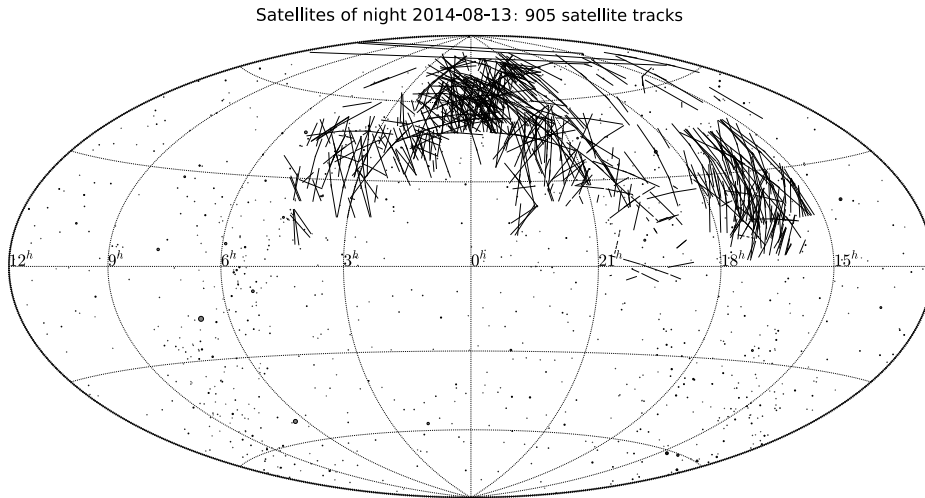 Satellites of night 2014-08-13: 905 satellite tracks
12h 9h 6h 3h 0h 21h 18h 15h